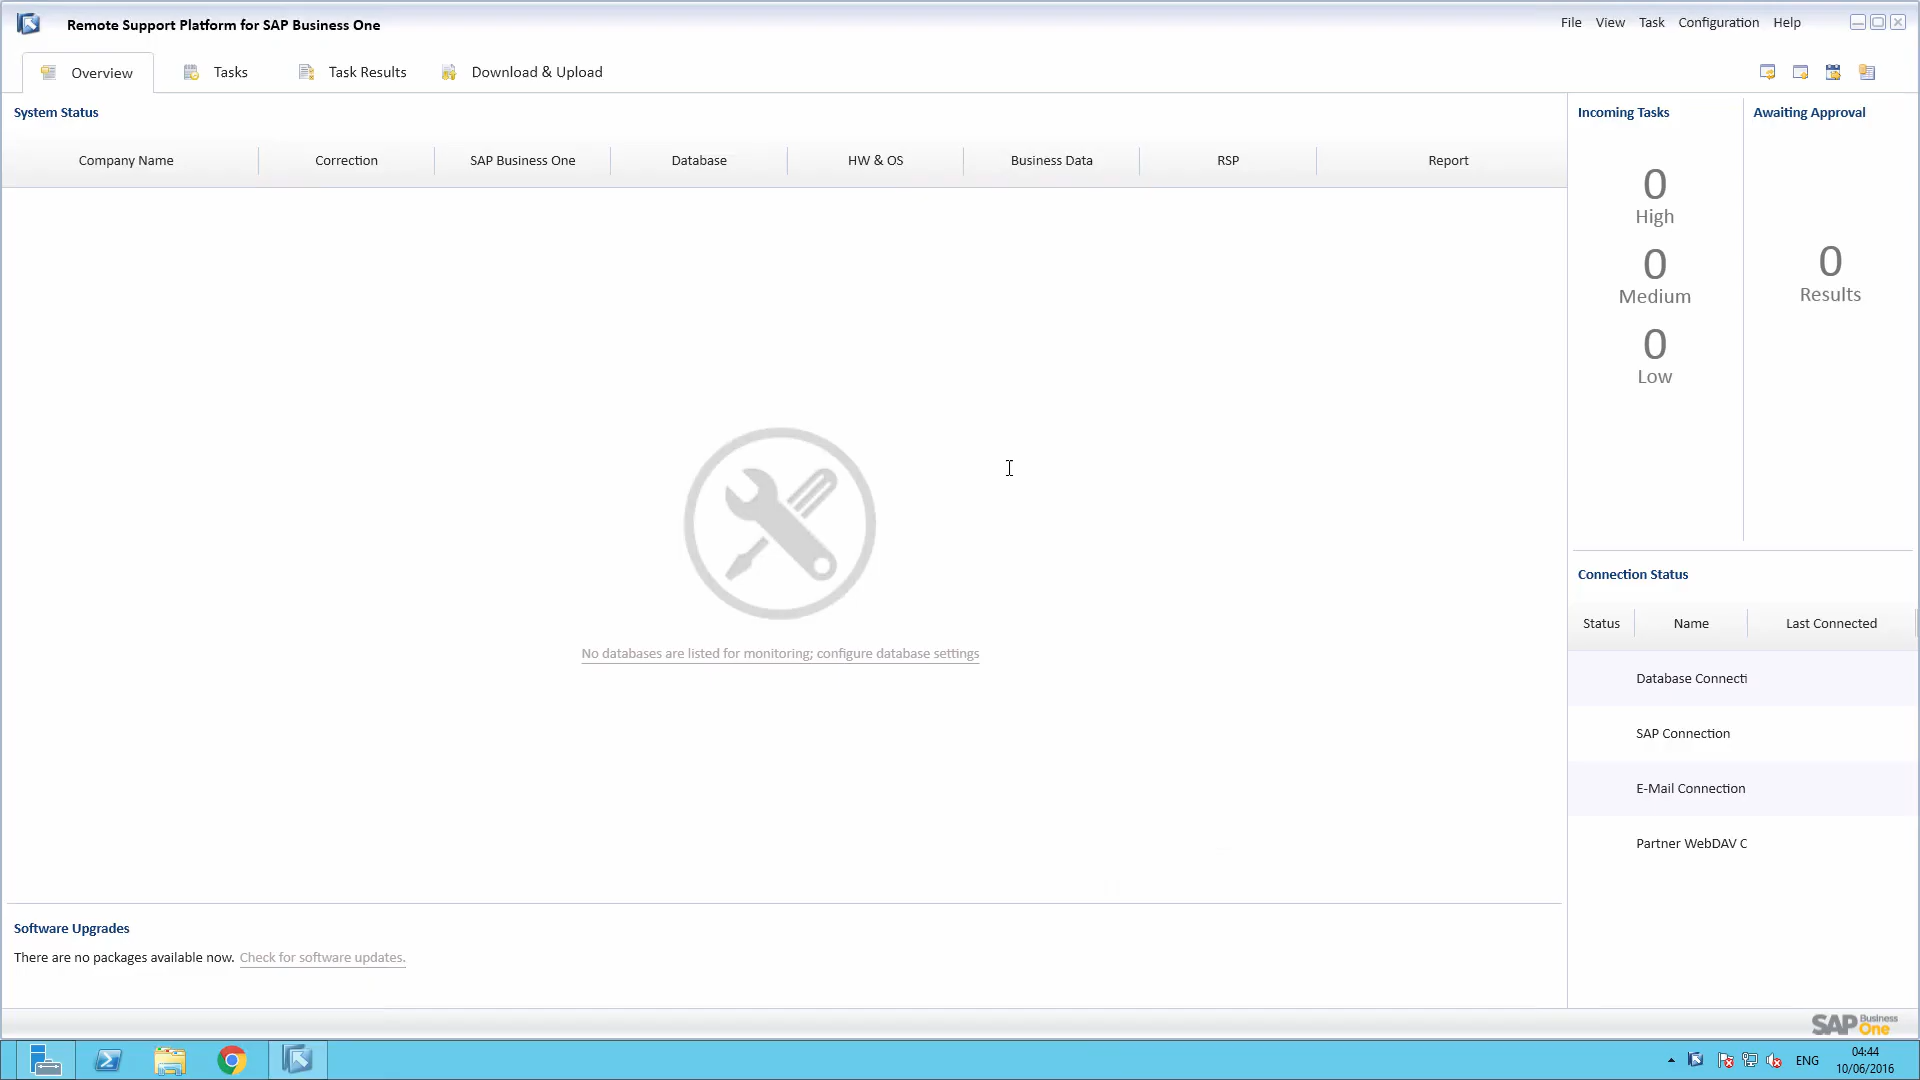 Remote Support Platform for SAP Business One
File View Task Configuration Help
Overview Tasks Task Results Download & Upload
System Status
Company Name Correction SAP Business One Database HW & OS Business Data RSP Report
No databases are listed for monitoring; configure database settings
Software Upgrades
There are no packages available now. Check for software updates.
Incoming Tasks
0
High
0
Medium
0
Low
Awaiting Approval
0
Results
Connection Status
Status Name Last Connected
Database Connecti
SAP Connection
E-Mail Connection
Partner WebDAV C
SAP Business One
ENG
04:44
10/06/2016